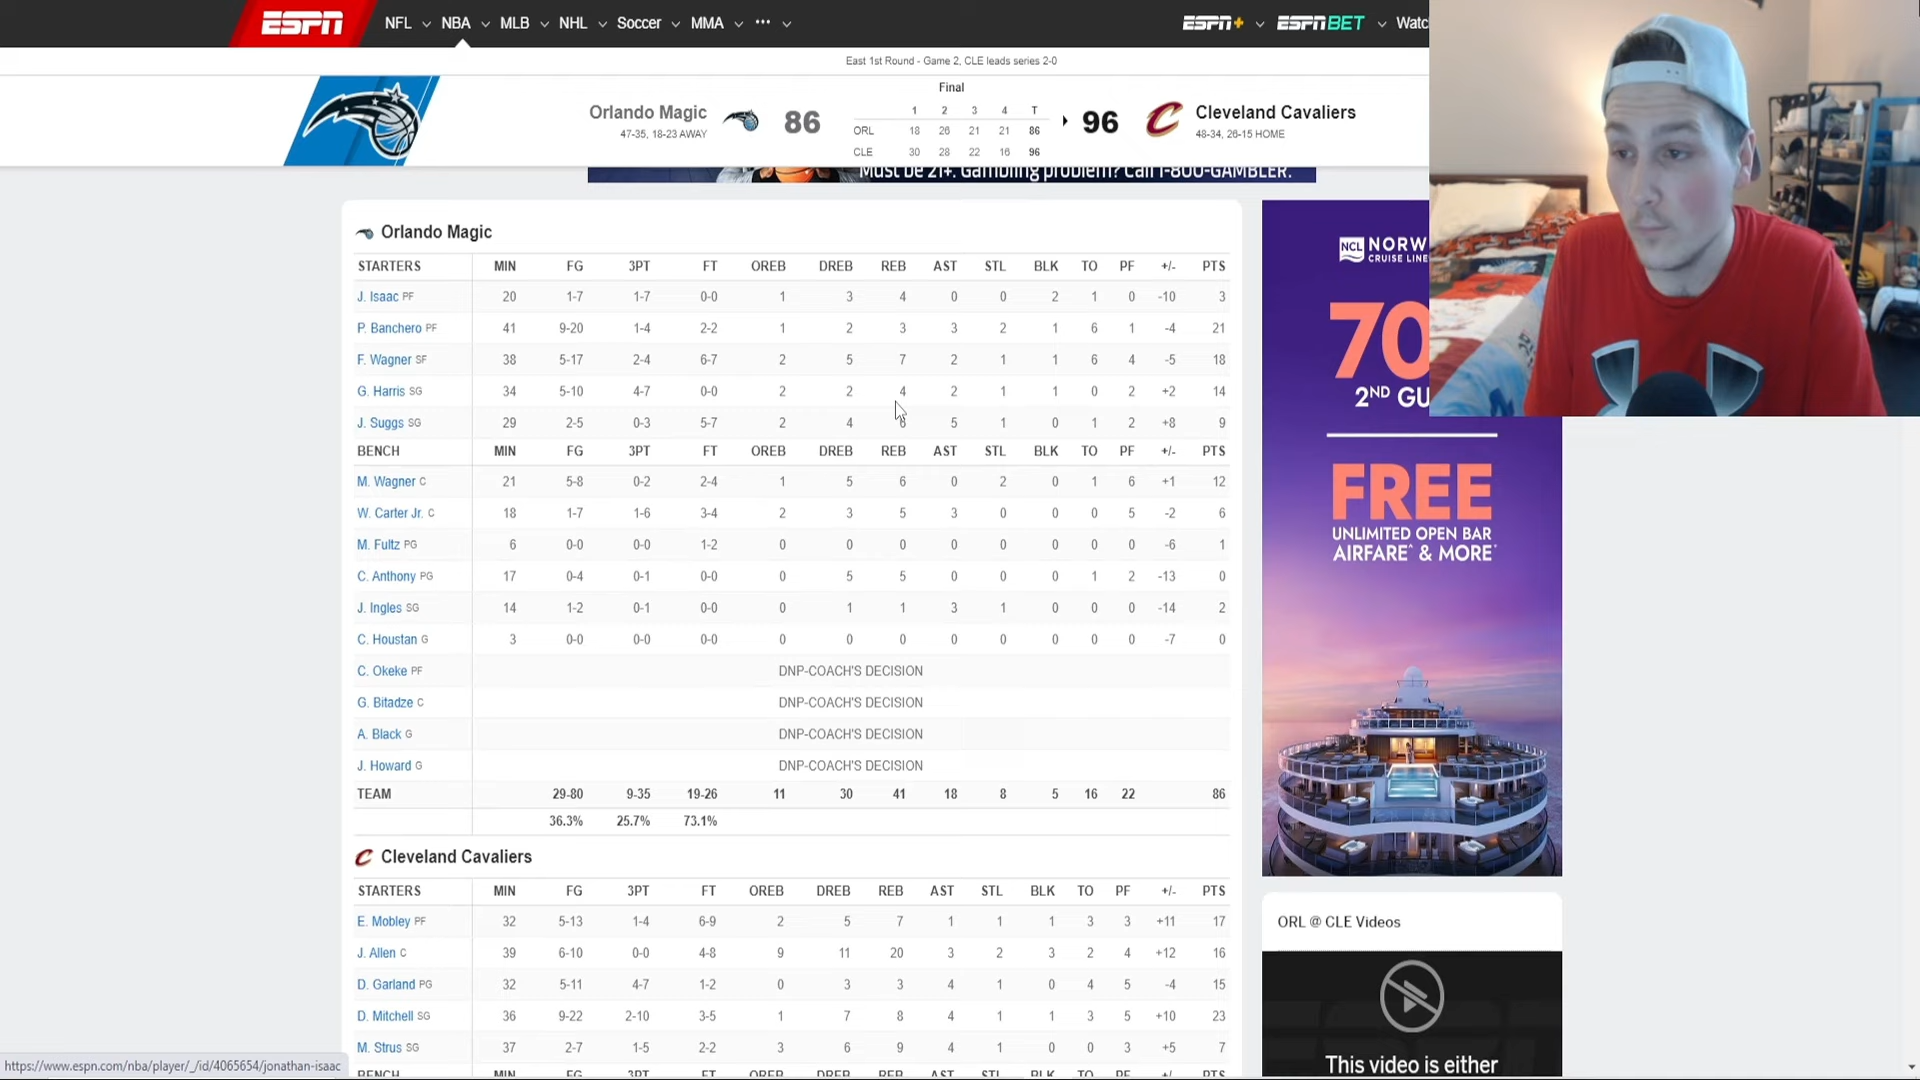 ESPN NFL NBA MLB NHL Soccer MMA ••• ESPN+ ESPN BET Watc
East 1st Round - Game 2, CLE leads series 2-0
Orlando Magic 86 96 Cleveland Cavaliers
47-35, 18-23 AWAY 48-34, 26-15 HOME
Final
1 2 3 4 T
ORL 18 26 21 21 86
CLE 30 28 22 16 96
Must be 21+. Gambling problem? Call 1-800-GAMBLER.
Orlando Magic
STARTERS MIN FG 3PT FT OREB DREB REB AST STL BLK TO PF +/- PTS
J. Isaac PF 20 1-7 1-7 0-0 1 3 4 0 0 2 1 0 -10 3
P. Banchero PF 41 9-20 1-4 2-2 1 2 3 3 2 1 6 1 -4 21
F. Wagner SF 38 5-17 2-4 6-7 2 5 7 2 1 1 6 4 -5 18
G. Harris SG 34 5-10 4-7 0-0 2 2 4 2 1 1 0 2 +2 14
J. Suggs SG 29 2-5 0-3 5-7 2 4 6 5 1 0 1 2 +8 9
BENCH MIN FG 3PT FT OREB DREB REB AST STL BLK TO PF +/- PTS
M. Wagner C 21 5-8 0-2 2-4 1 5 6 0 2 0 1 6 +1 12
W. Carter Jr. C 18 1-7 1-6 3-4 2 3 5 3 0 0 0 5 -2 6
M. Fultz PG 6 0-0 0-0 1-2 0 0 0 0 0 0 0 0 -6 1
C. Anthony PG 17 0-4 0-1 0-0 0 5 5 0 0 0 1 2 -13 0
J. Ingles SG 14 1-2 0-1 0-0 0 1 1 3 1 0 0 0 -14 2
C. Houstan G 3 0-0 0-0 0-0 0 0 0 0 0 0 0 0 -7 0
C. Okeke PF DNP-COACH'S DECISION
G. Bitadze C DNP-COACH'S DECISION
A. Black G DNP-COACH'S DECISION
J. Howard G DNP-COACH'S DECISION
TEAM 29-80 9-35 19-26 11 30 41 18 8 5 16 22 86
36.3% 25.7% 73.1%
Cleveland Cavaliers
STARTERS MIN FG 3PT FT OREB DREB REB AST STL BLK TO PF +/- PTS
E. Mobley PF 32 5-13 1-4 6-9 2 5 7 1 1 1 3 3 +11 17
J. Allen C 39 6-10 0-0 4-8 9 11 20 3 2 3 2 4 +12 16
D. Garland PG 32 5-11 4-7 1-2 0 3 3 4 1 0 4 5 -4 15
D. Mitchell SG 36 9-22 2-10 3-5 1 7 8 4 1 1 3 5 +10 23
M. Strus SG 37 2-7 1-5 2-2 3 6 9 4 1 0 0 3 +5 7
BENCH MIN FG 3PT FT OREB DREB REB AST STL BLK TO PF +/- PTS
https://www.espn.com/nba/player/_/id/4065654/jonathan-isaac
NCL NORW
CRUISE LINE
70
2ND GU
FREE
UNLIMITED OPEN BAR
AIRFARE^ & MORE*
ORL @ CLE Videos
This video is either